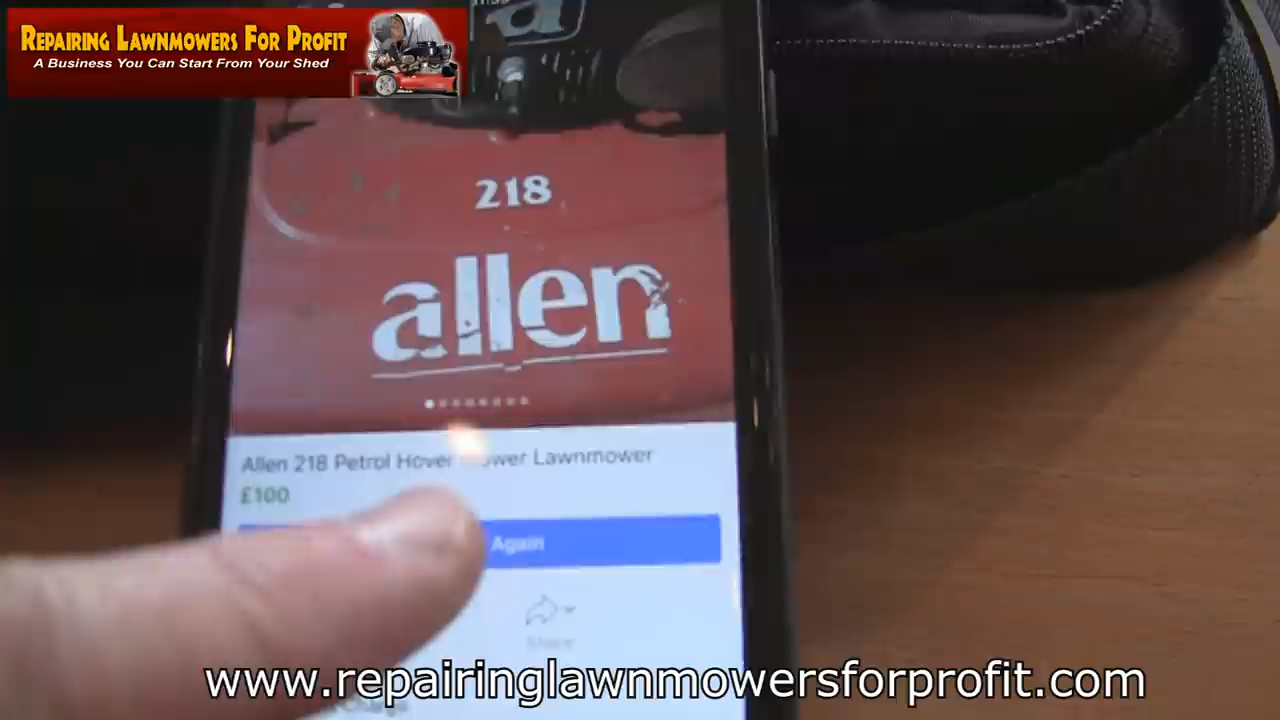 REPAIRING LAWNMOWERS FOR PROFIT
A Business You Can Start From Your Shed
218
allen
Allen 218 Petrol Hover Lawnmower
£100
Again
Share
www.repairinglawnmowersforprofit.com